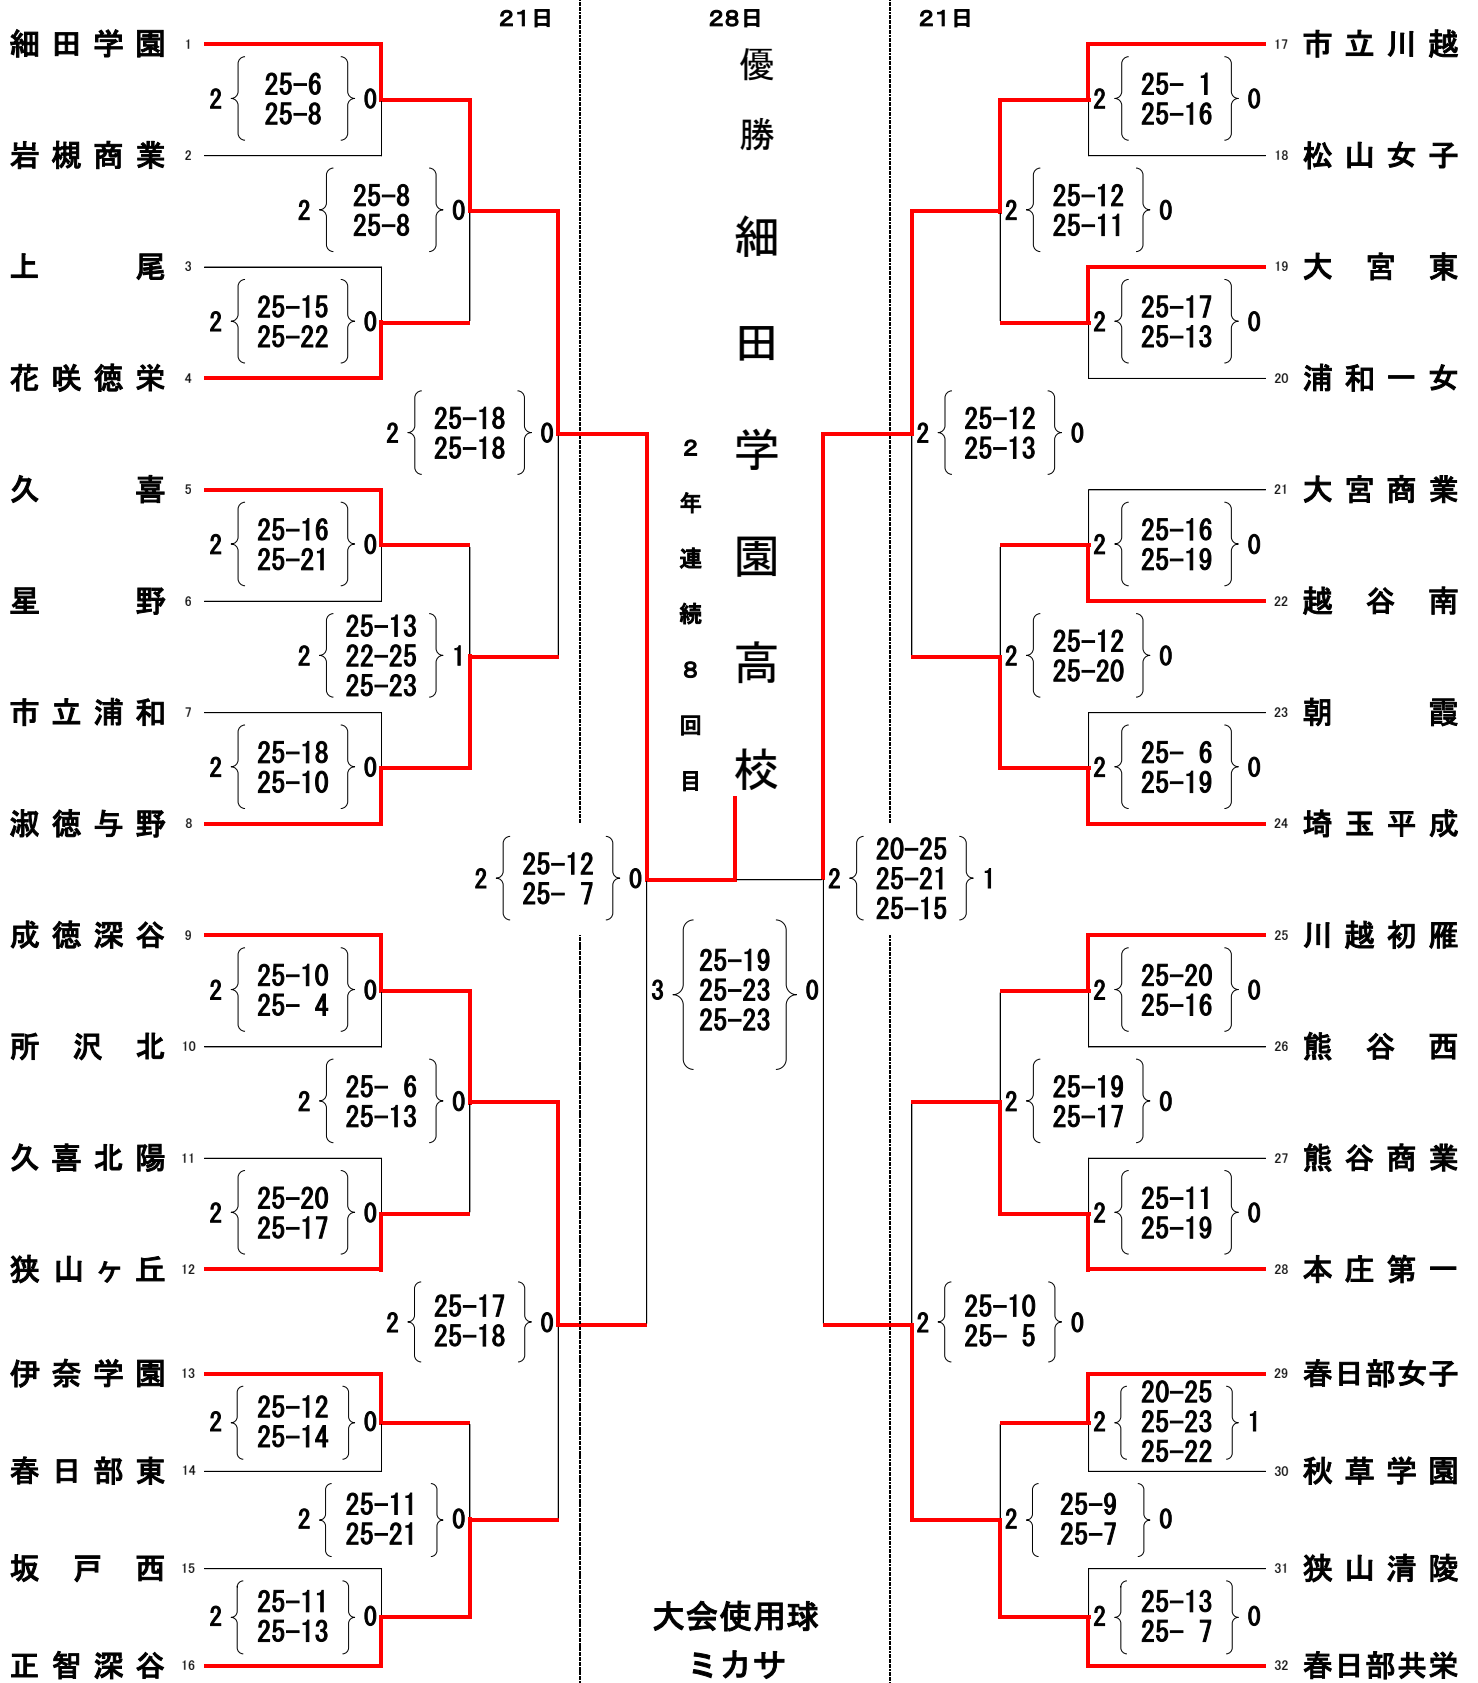 21日
28日
21日
優勝
細田学園高校
2年連続8回目
細田学園 1
2 25-6 0
25-8
岩槻商業 2
2 25-8 0
25-8
上尾 3
2 25-15 0
25-22
花咲徳栄 4
2 25-18 0
25-18
久喜 5
2 25-16 0
25-21
星野 6
25-13
2 22-25 1
25-23
市立浦和 7
2 25-18 0
25-10
淑徳与野 8
2 25-12 0
25- 7
成徳深谷 9
2 25-10 0
25- 4
所沢北 10
2 25- 6 0
25-13
久喜北陽 11
2 25-20 0
25-17
狭山ヶ丘 12
2 25-17 0
25-18
伊奈学園 13
2 25-12 0
25-14
春日部東 14
2 25-11 0
25-21
坂戸西 15
2 25-11 0
25-13
正智深谷 16
25-19
3 25-23 0
25-23
17 市立川越
2 25- 1 0
25-16
18 松山女子
2 25-12 0
25-11
19 大宮東
2 25-17 0
25-13
20 浦和一女
2 25-12 0
25-13
21 大宮商業
2 25-16 0
25-19
22 越谷南
2 25-12 0
25-20
23 朝霞
2 25- 6 0
25-19
24 埼玉平成
20-25
2 25-21 1
25-15
25 川越初雁
2 25-20 0
25-16
26 熊谷西
2 25-19 0
25-17
27 熊谷商業
2 25-11 0
25-19
28 本庄第一
2 25-10 0
25- 5
29 春日部女子
20-25
2 25-23 1
25-22
30 秋草学園
2 25-9 0
25-7
31 狭山清陵
2 25-13 0
25- 7
32 春日部共栄
大会使用球
ミカサ